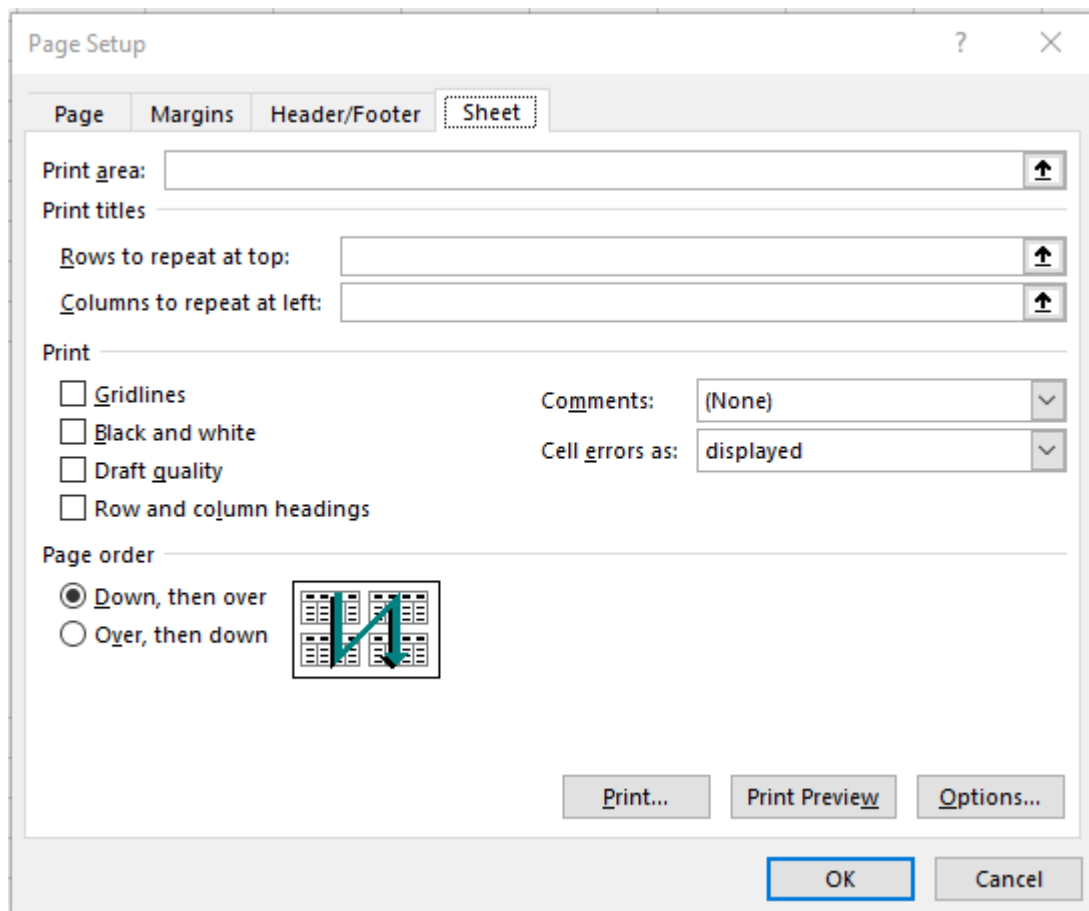 Page Setup ?
Page Margins Header/Footer Sheet
Print area:
Print titles
Rows to repeat at top:
Columns to repeat at left:
Print
Gridlines
Comments: (None)
Black and white
Cell errors as: displayed
Draft quality
Row and column headings
Page order
Down, then over
Over, then down
Print... Print Preview Options...
OK Cancel